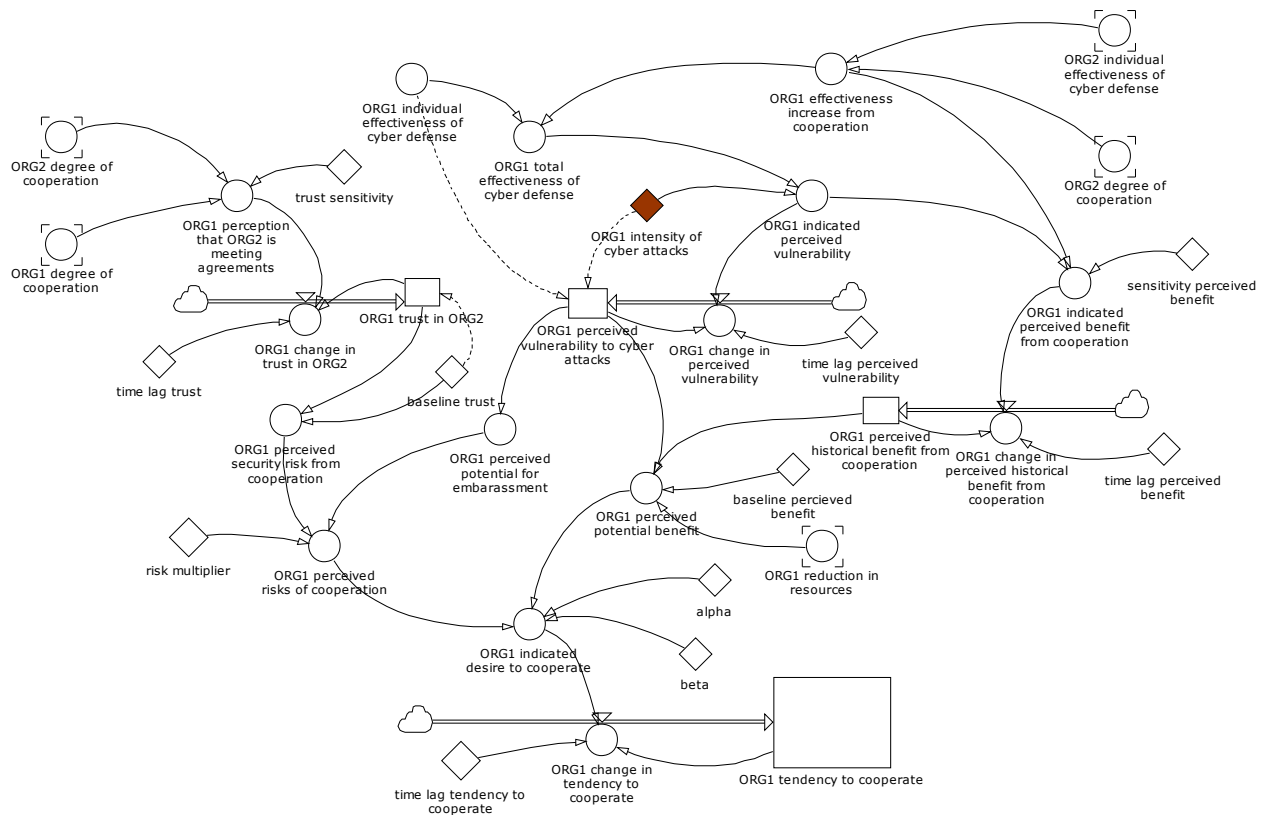 ORG2 individual
effectiveness of
cyber defense
ORG1 effectiveness
increase from
cooperation
ORG1 individual
effectiveness of
cyber defense
ORG2 degree of
cooperation
ORG1 total
effectiveness of
cyber defense
ORG2 degree of
cooperation
trust sensitivity
ORG1 perception
that ORG2 is
meeting
agreements
ORG1 intensity of
cyber attacks
ORG1 indicated
perceived
vulnerability
ORG1 degree of
cooperation
sensitivity perceived
benefit
ORG1 trust in ORG2
ORG1 indicated
perceived benefit
from cooperation
ORG1 perceived
vulnerability to cyber
attacks
ORG1 change in
trust in ORG2
ORG1 change in
perceived
vulnerability
time lag perceived
vulnerability
time lag trust
baseline trust
ORG1 perceived
security risk from
cooperation
ORG1 perceived
potential for
embarassment
ORG1 perceived
historical benefit from
cooperation
ORG1 change in
perceived historical
benefit from
cooperation
time lag perceived
benefit
baseline percieved
benefit
ORG1 perceived
potential benefit
risk multiplier
ORG1 perceived
risks of cooperation
ORG1 reduction in
resources
alpha
ORG1 indicated
desire to cooperate
beta
ORG1 change in
tendency to
cooperate
ORG1 tendency to cooperate
time lag tendency to
cooperate